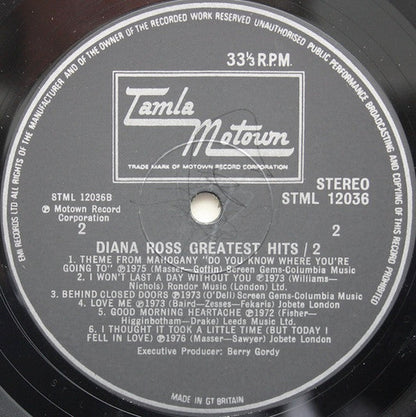 EMI RECORDS LTD ALL RIGHTS OF THE MANUFACTURER AND OF THE OWNER OF THE RECORDED WORK RESERVED UNAUTHORISED PUBLIC PERFORMANCE BROADCASTING AND COPYING OF THIS RECORD PROHIBITED
33⅓ R.P.M.
Tamla
Motown
TRADE MARK OF MOTOWN RECORD CORPORATION
STEREO
STML 12036B
STML 12036
℗ Motown Record
Corporation
2
2
DIANA ROSS GREATEST HITS / 2
1. THEME FROM MAHOGANY "DO YOU KNOW WHERE YOU'RE
GOING TO" ℗1975 (Masser—Goffin) Screen Gems-Columbia Music
2. I WON'T LAST A DAY WITHOUT YOU ℗1973 (Williams—
Nichols) Rondor Music (London) Ltd.
3. BEHIND CLOSED DOORS ℗1973 (O'Dell) Screen Gems-Columbia Music
4. LOVE ME ℗1973 (Baird—Zesses—Fekaris) Jobete London
5. GOOD MORNING HEARTACHE ℗1972 (Fisher—
Higginbotham—Drake) Leeds Music Ltd.
6. I THOUGHT IT TOOK A LITTLE TIME (BUT TODAY I
FELL IN LOVE) ℗1976 (Masser—Sawyer) Jobete London
Executive Producer: Berry Gordy
MADE IN GT BRITAIN